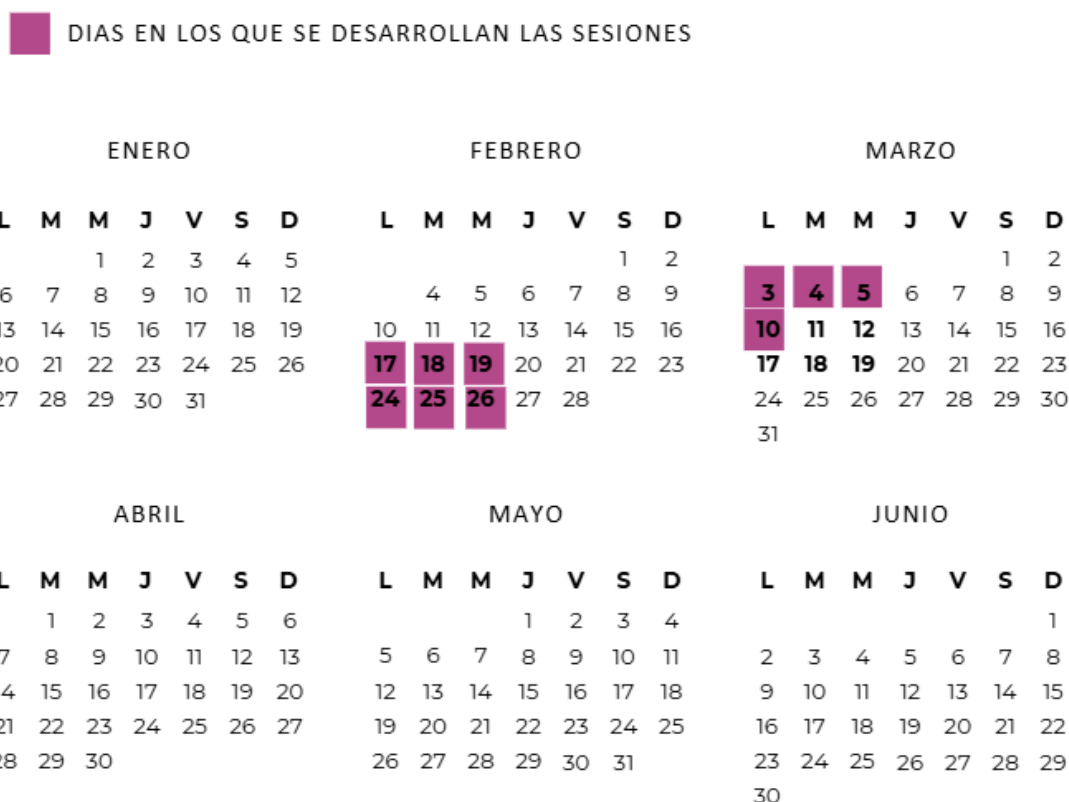 DIAS EN LOS QUE SE DESARROLLAN LAS SESIONES
ENERO
L M M J V S D
1 2 3 4 5
6 7 8 9 10 11 12
13 14 15 16 17 18 19
20 21 22 23 24 25 26
27 28 29 30 31
FEBRERO
L M M J V S D
1 2
4 5 6 7 8 9
10 11 12 13 14 15 16
17 18 19 20 21 22 23
24 25 26 27 28
MARZO
L M M J V S D
1 2
3 4 5 6 7 8 9
10 11 12 13 14 15 16
17 18 19 20 21 22 23
24 25 26 27 28 29 30
31
ABRIL
L M M J V S D
1 2 3 4 5 6
7 8 9 10 11 12 13
14 15 16 17 18 19 20
21 22 23 24 25 26 27
28 29 30
MAYO
L M M J V S D
1 2 3 4
5 6 7 8 9 10 11
12 13 14 15 16 17 18
19 20 21 22 23 24 25
26 27 28 29 30 31
JUNIO
L M M J V S D
1
2 3 4 5 6 7 8
9 10 11 12 13 14 15
16 17 18 19 20 21 22
23 24 25 26 27 28 29
30